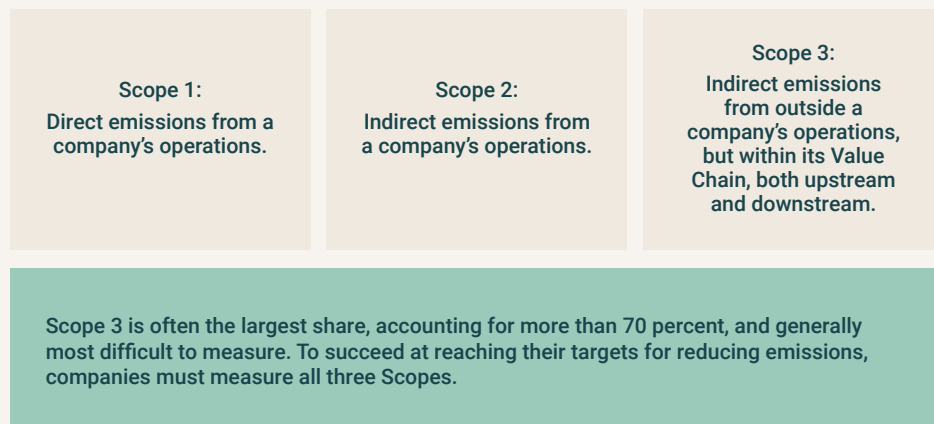 Scope 1:
Direct emissions from a
company’s operations.
Scope 2:
Indirect emissions from
a company’s operations.
Scope 3:
Indirect emissions
from outside a
company’s operations,
but within its Value
Chain, both upstream
and downstream.
Scope 3 is often the largest share, accounting for more than 70 percent, and generally
most difficult to measure. To succeed at reaching their targets for reducing emissions,
companies must measure all three Scopes.